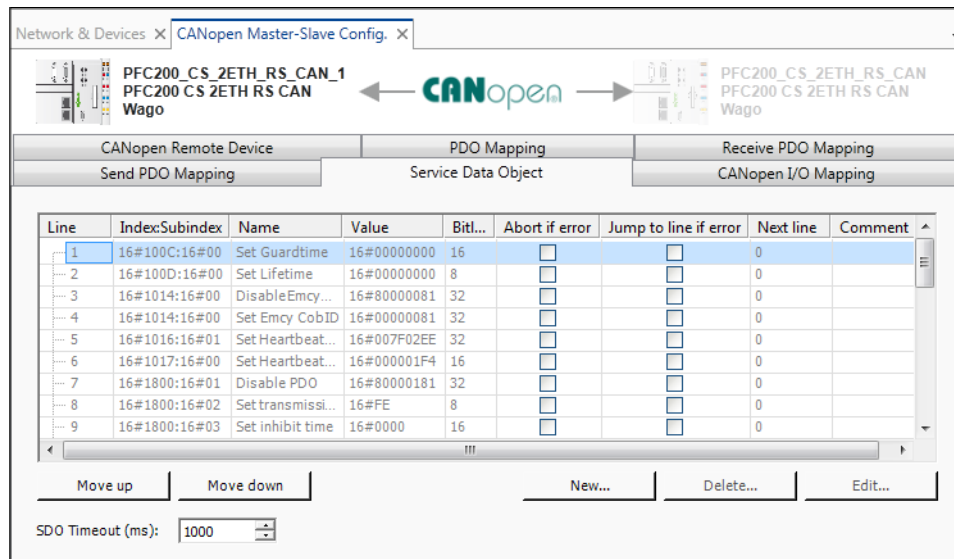 Network & Devices CANopen Master-Slave Config.
PFC200_CS_2ETH_RS_CAN_1
PFC200 CS 2ETH RS CAN
Wago
CANopen
PFC200_CS_2ETH_RS_CAN
PFC200 CS 2ETH RS CAN
Wago
CANopen Remote Device PDO Mapping Receive PDO Mapping
Send PDO Mapping Service Data Object CANopen I/O Mapping
Line Index:Subindex Name Value Bitl... Abort if error Jump to line if error Next line Comment
1 16#100C:16#00 Set Guardtime 16#00000000 16 0
2 16#100D:16#00 Set Lifetime 16#00000000 8 0
3 16#1014:16#00 Disable Emcy... 16#80000081 32 0
4 16#1014:16#00 Set Emcy CobID 16#00000081 32 0
5 16#1016:16#01 Set Heartbeat... 16#007F02EE 32 0
6 16#1017:16#00 Set Heartbeat... 16#000001F4 16 0
7 16#1800:16#01 Disable PDO 16#80000181 32 0
8 16#1800:16#02 Set transmissi... 16#FE 8 0
9 16#1800:16#03 Set inhibit time 16#0000 16 0
Move up Move down New... Delete... Edit...
SDO Timeout (ms): 1000